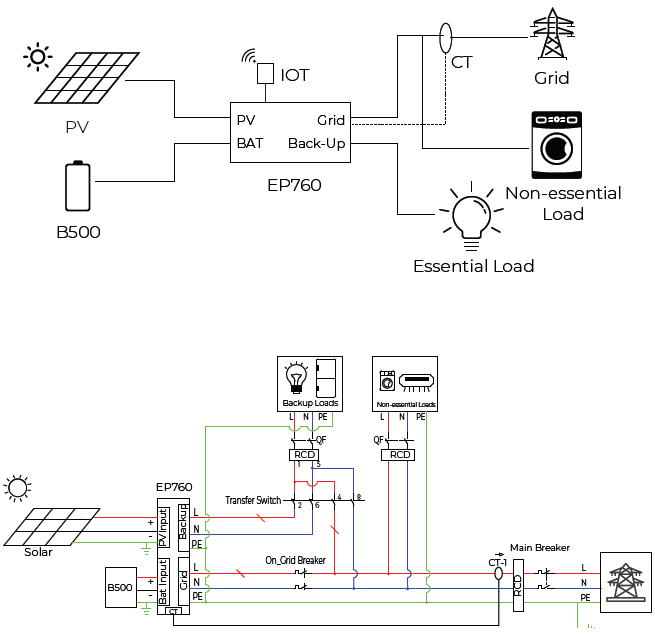 IOT
CT
Grid
PV
PV
Grid
BAT
Back-Up
EP760
B500
Non-essential
Load
Essential Load
Backup Loads
Non-essential Loads
L N PE
L N PE
QF
QF
RCD
RCD
1 5
EP760
Transfer Switch
2 6 4 8
Solar
+
-
PV Input
Backup
L
N
PE
On_Grid Breaker
Main Breaker
CT-1
B500
+
-
Bat Input
Grid
L
N
PE
RCD
L
N
PE
CT